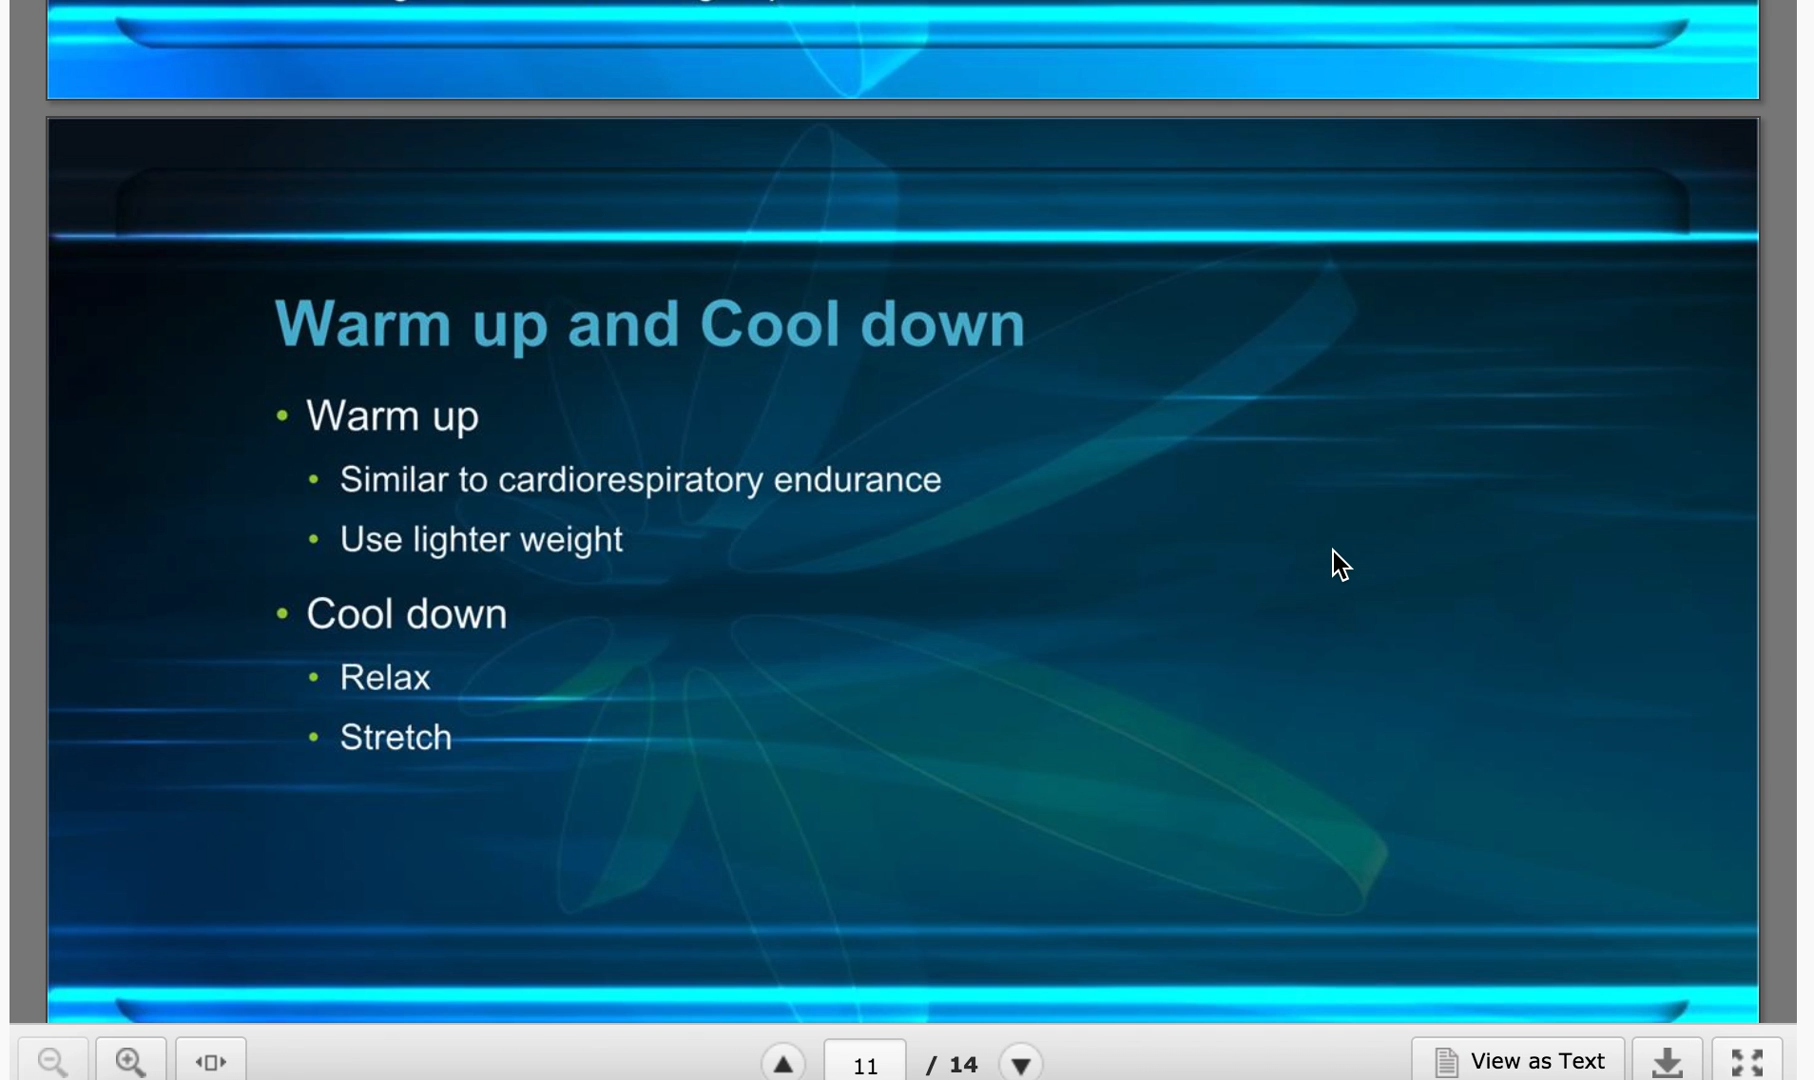 Warm up and Cool down
• Warm up
• Similar to cardiorespiratory endurance
• Use lighter weight
• Cool down
• Relax
• Stretch
11 / 14
View as Text